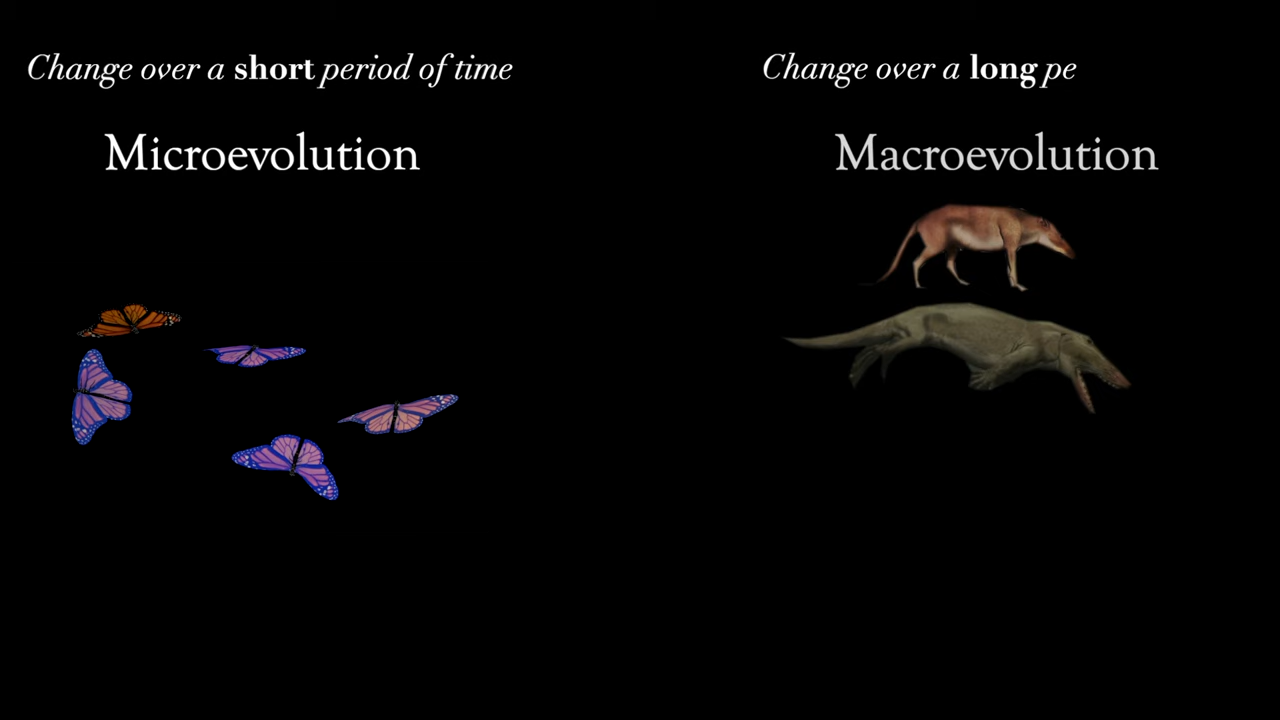 Change over a short period of time
Microevolution
Change over a long pe
Macroevolution